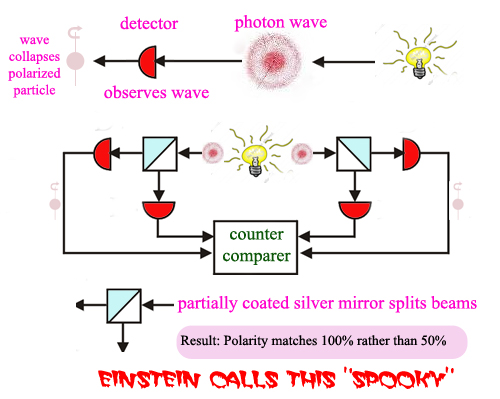 detector
photon wave
wave
collapses
polarized
particle
observes wave
counter
comparer
partially coated silver mirror splits beams
Result: Polarity matches 100% rather than 50%
EINSTEIN CALLS THIS "SPOOKY"